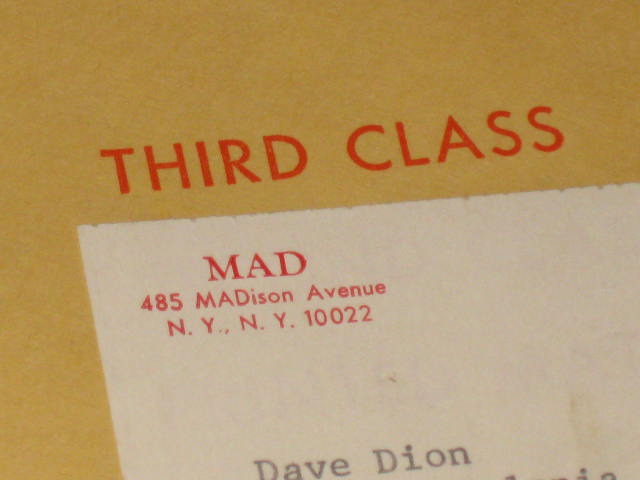 THIRD CLASS
MAD
485 MADison Avenue
N. Y., N. Y. 10022
Dave Dion